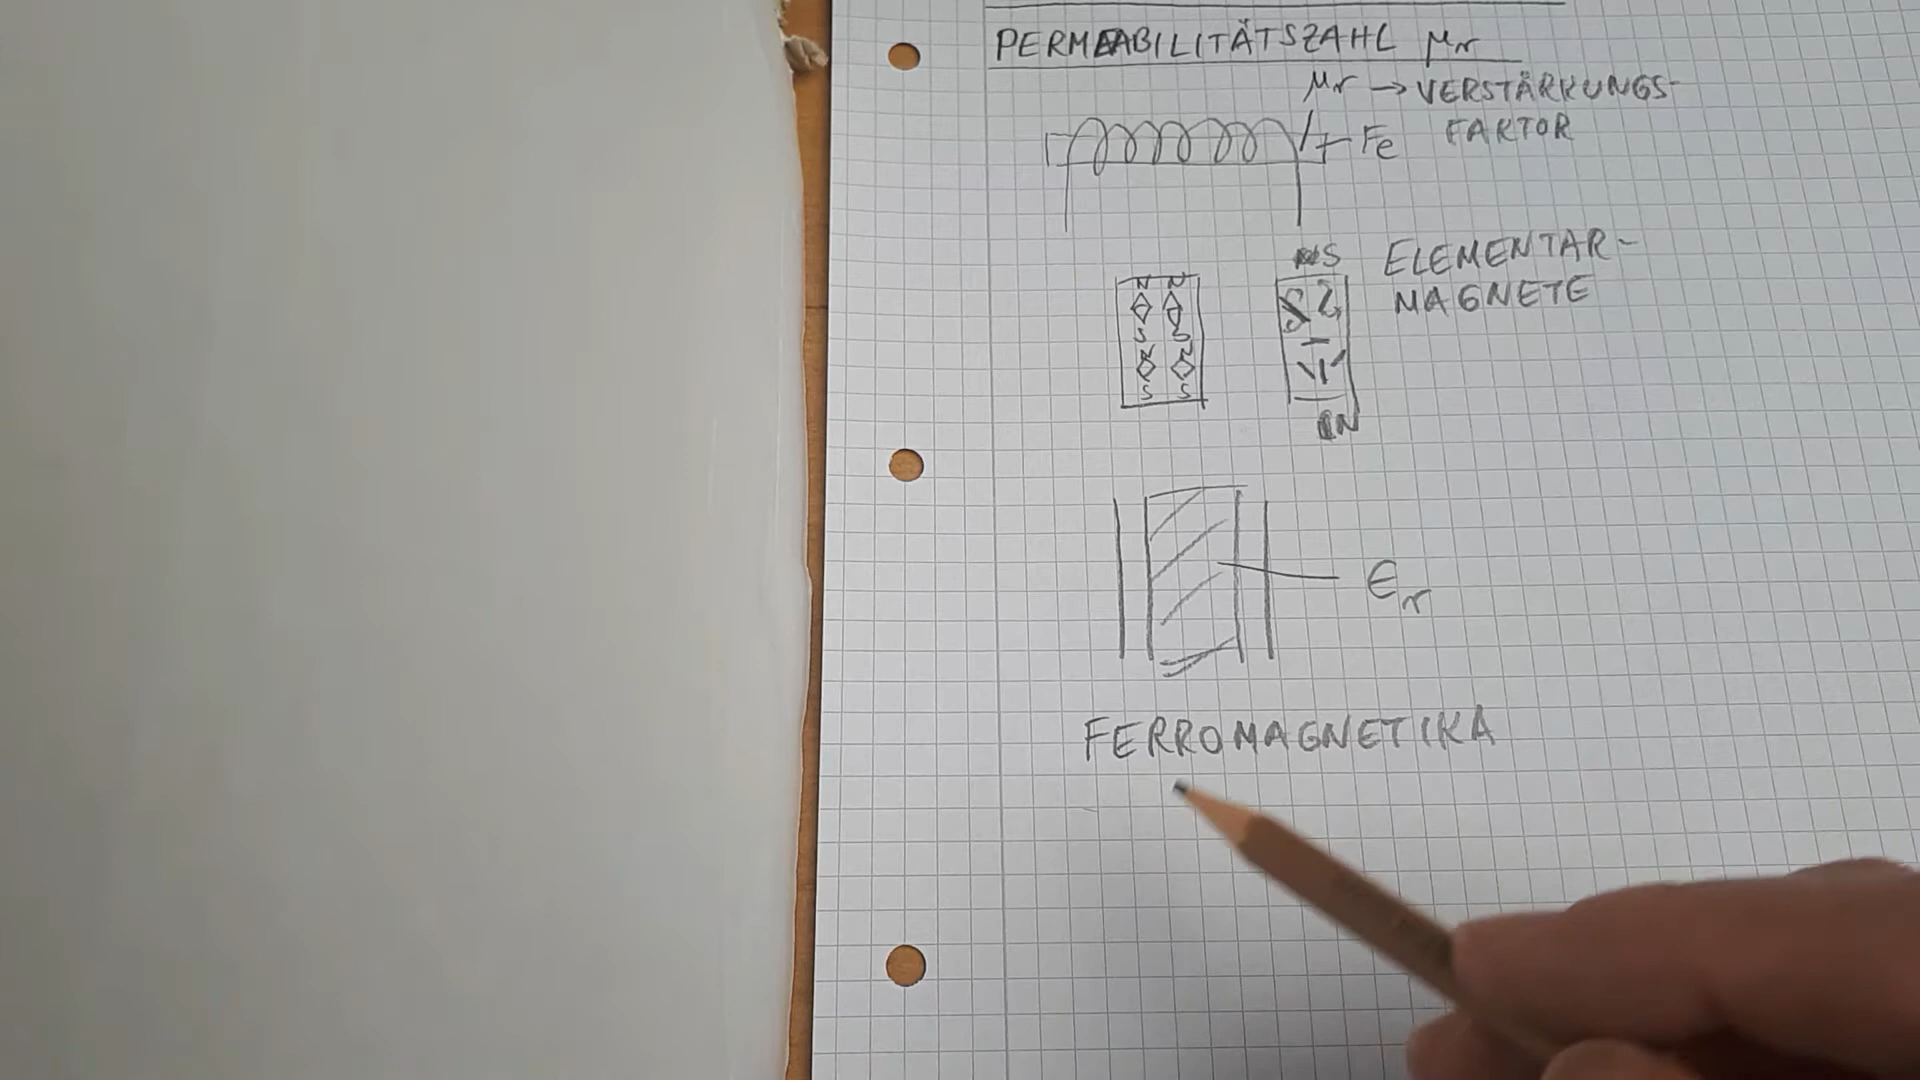 PERMEABILITÄTSZAHL μr
μr → VERSTÄRKUNGS-
FAKTOR
Fe
S
ELEMENTAR-
MAGNETE
N N
S S
N N
S S
N
εr
FERROMAGNETIKA